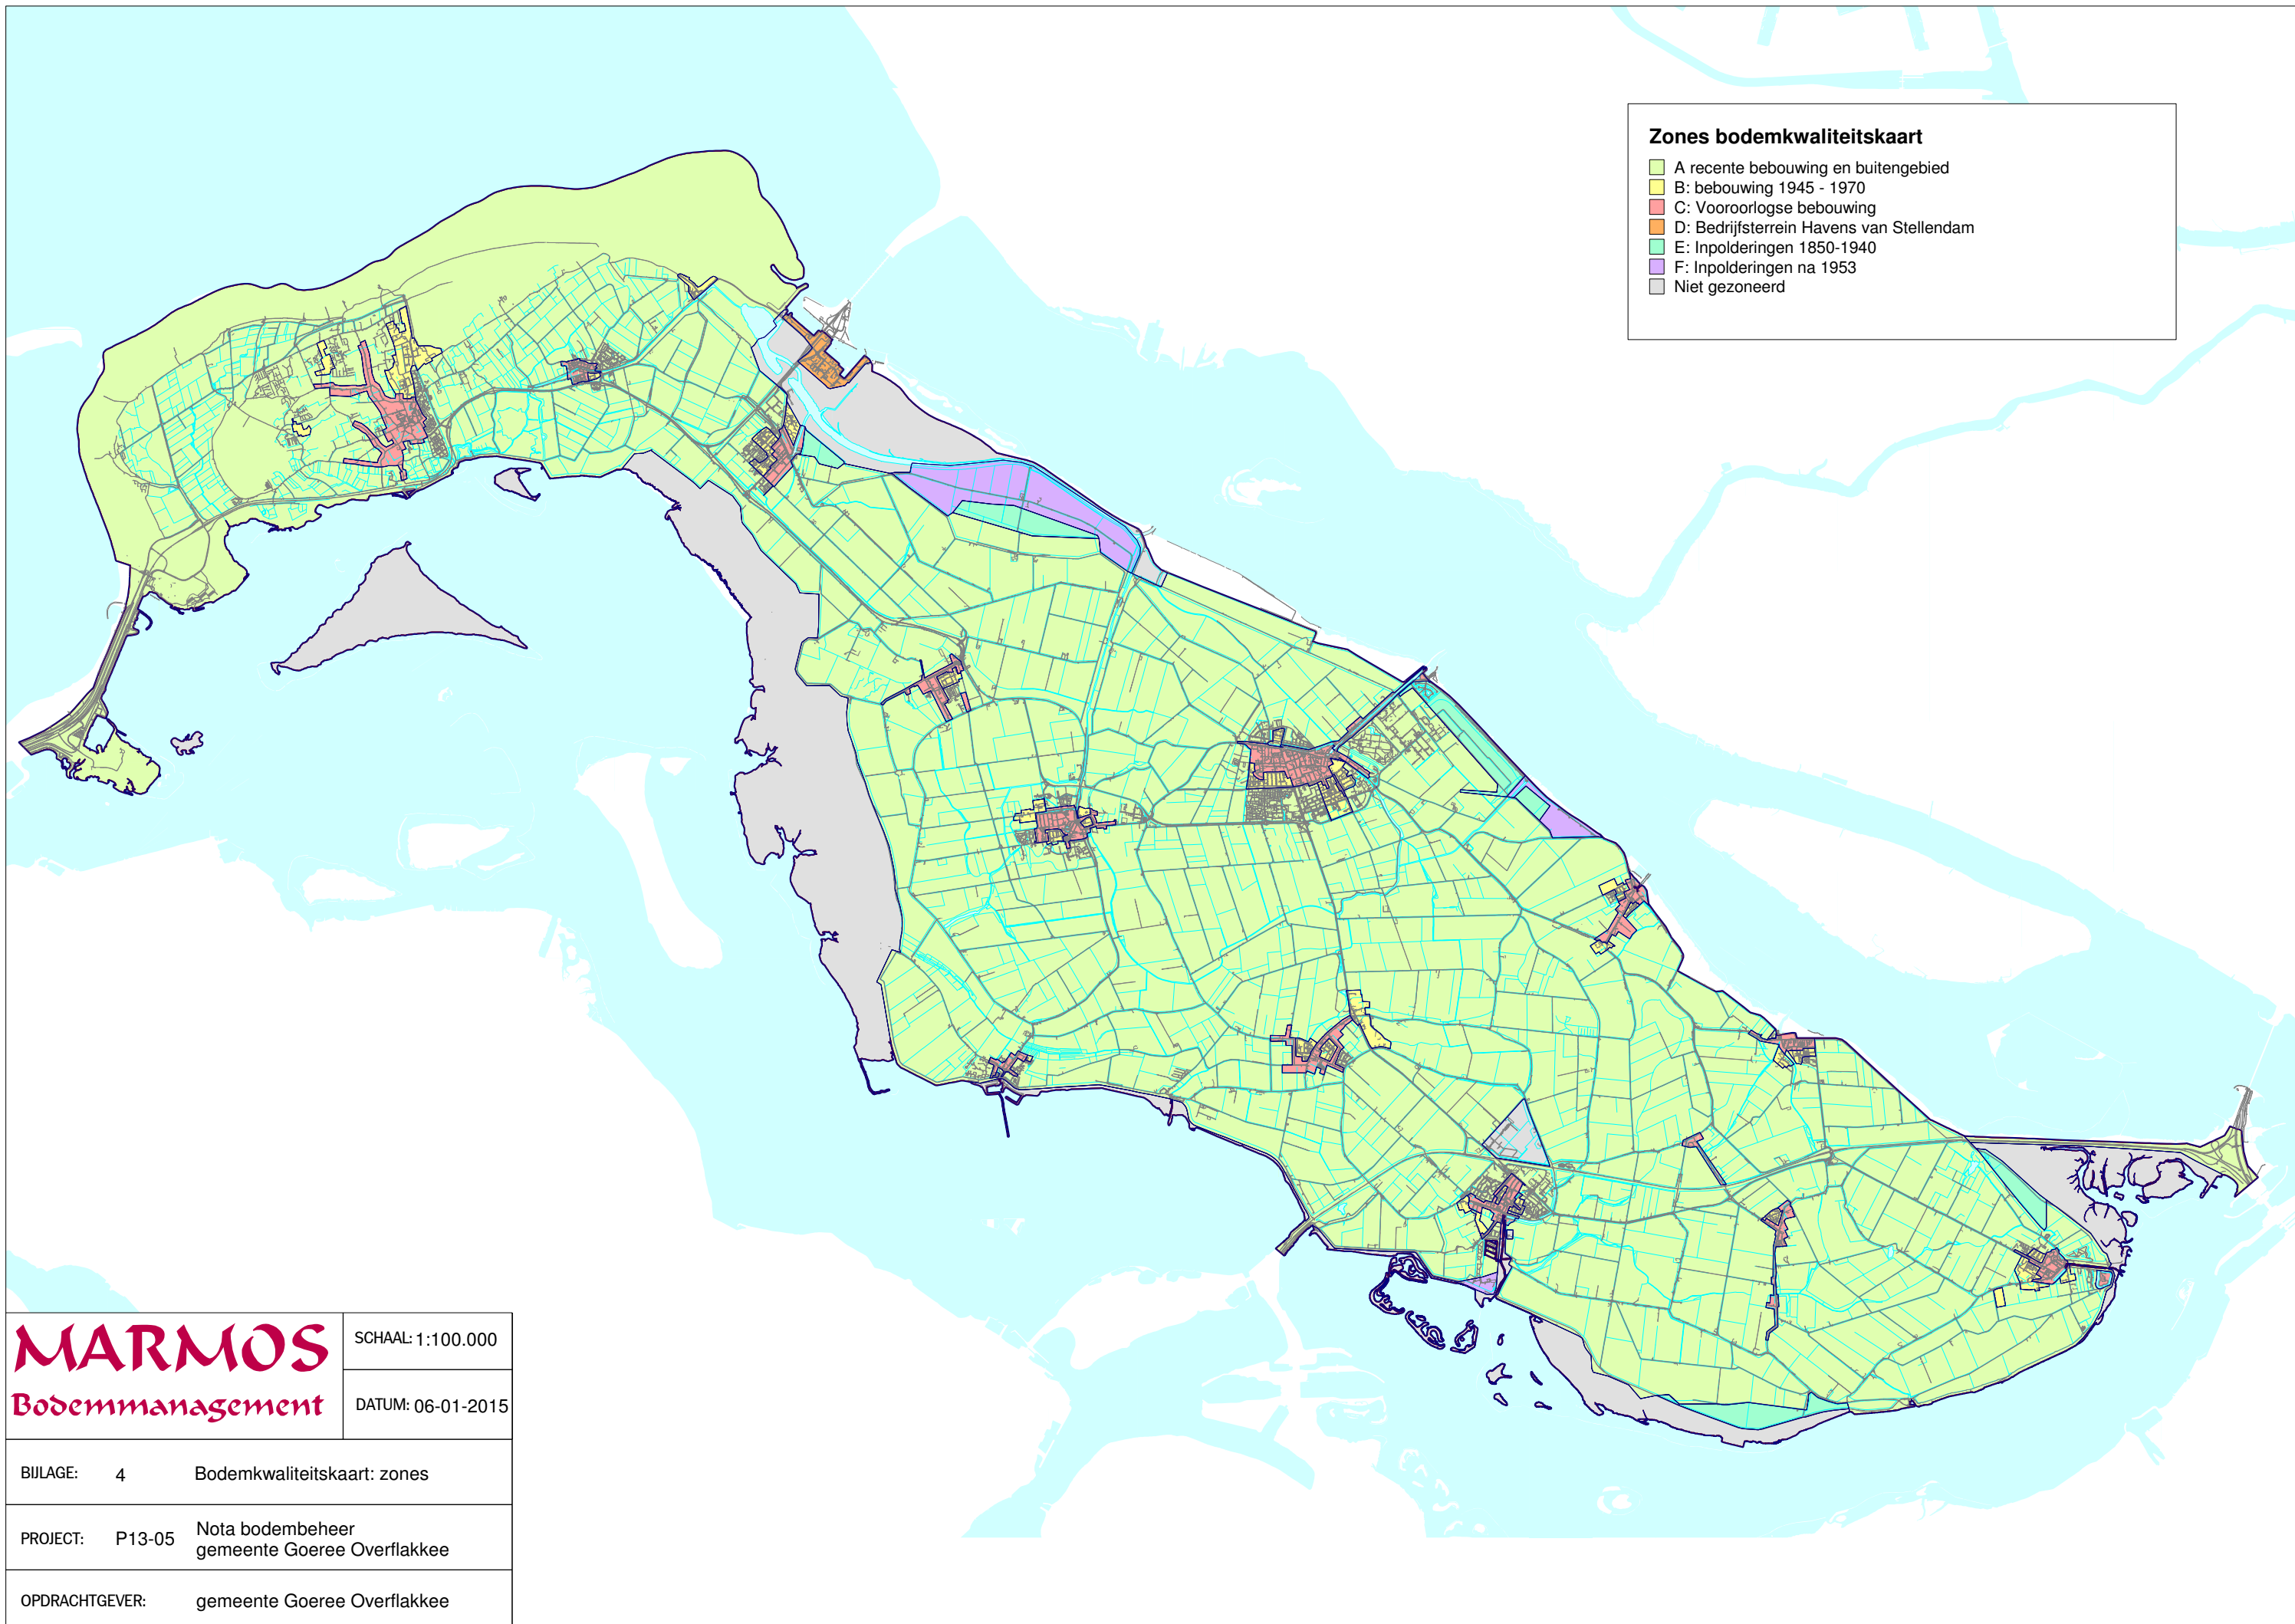 Zones bodemkwaliteitskaart
A recente bebouwing en buitengebied
B: bebouwing 1945 - 1970
C: Vooroorlogse bebouwing
D: Bedrijfsterrein Havens van Stellendam
E: Inpolderingen 1850-1940
F: Inpolderingen na 1953
Niet gezoneerd
MARMOS
Bodemmanagement
SCHAAL: 1:100.000
DATUM: 06-01-2015
BIJLAGE: 4 Bodemkwaliteitskaart: zones
PROJECT: P13-05 Nota bodembeheer
gemeente Goeree Overflakkee
OPDRACHTGEVER: gemeente Goeree Overflakkee